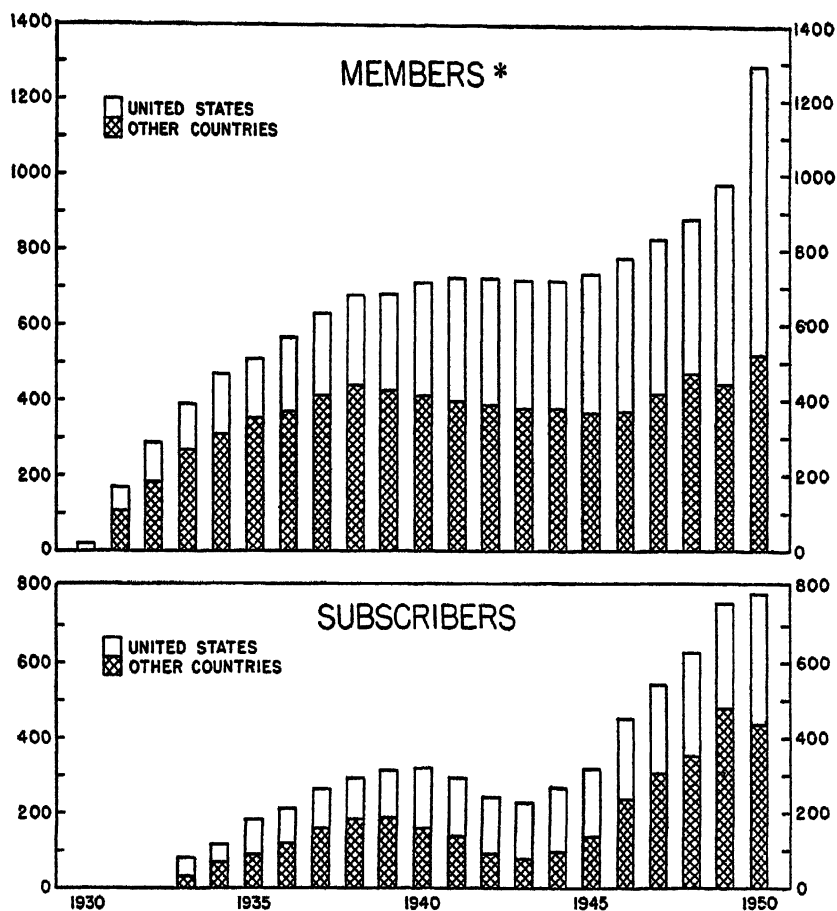 MEMBERS *
UNITED STATES
OTHER COUNTRIES
1400 1400
1200 1200
1000 1000
800 800
600 600
400 400
200 200
0 0
SUBSCRIBERS
UNITED STATES
OTHER COUNTRIES
800 800
600 600
400 400
200 200
0 0
1930 1935 1940 1945 1950